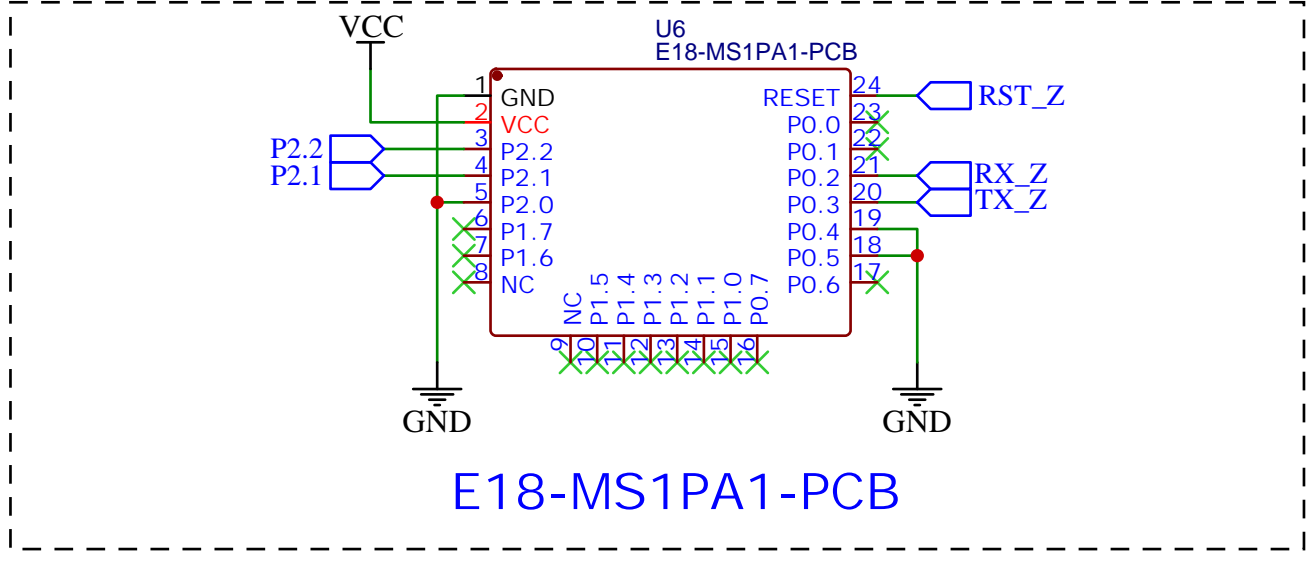 VCC
U6
E18-MS1PA1-PCB
1 GND
2 VCC
P2.2 3 P2.2
P2.1 4 P2.1
5 P2.0
6 P1.7
7 P1.6
8 NC
RESET 24 RST_Z
P0.0 23
P0.1 22
P0.2 21 RX_Z
P0.3 20 TX_Z
P0.4 19
P0.5 18
P0.6 17
NC 9
P1.5 10
P1.4 11
P1.3 12
P1.2 13
P1.1 14
P1.0 15
P0.7 16
GND
GND
E18-MS1PA1-PCB